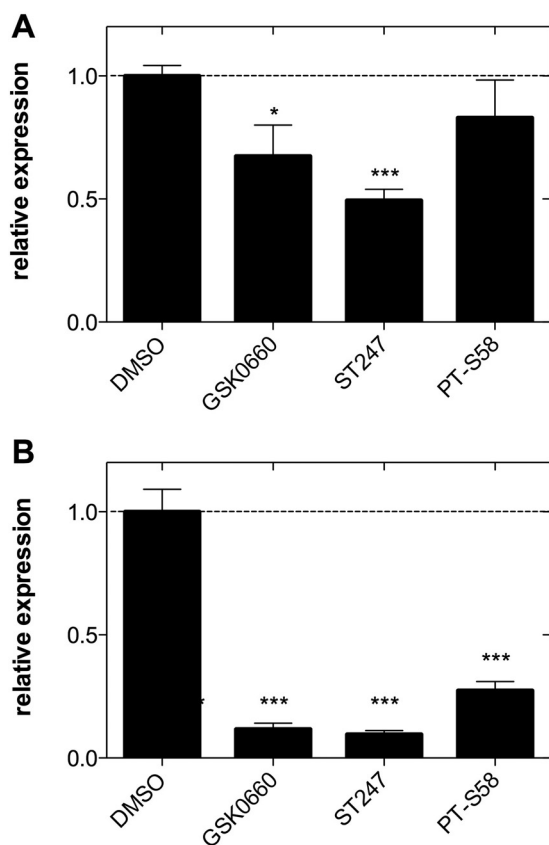 A
relative expression
1.0
0.5
0.0
*
***
DMSO
GSK0660
ST247
PT-S58
B
relative expression
1.0
0.5
0.0
*
***
***
***
DMSO
GSK0660
ST247
PT-S58